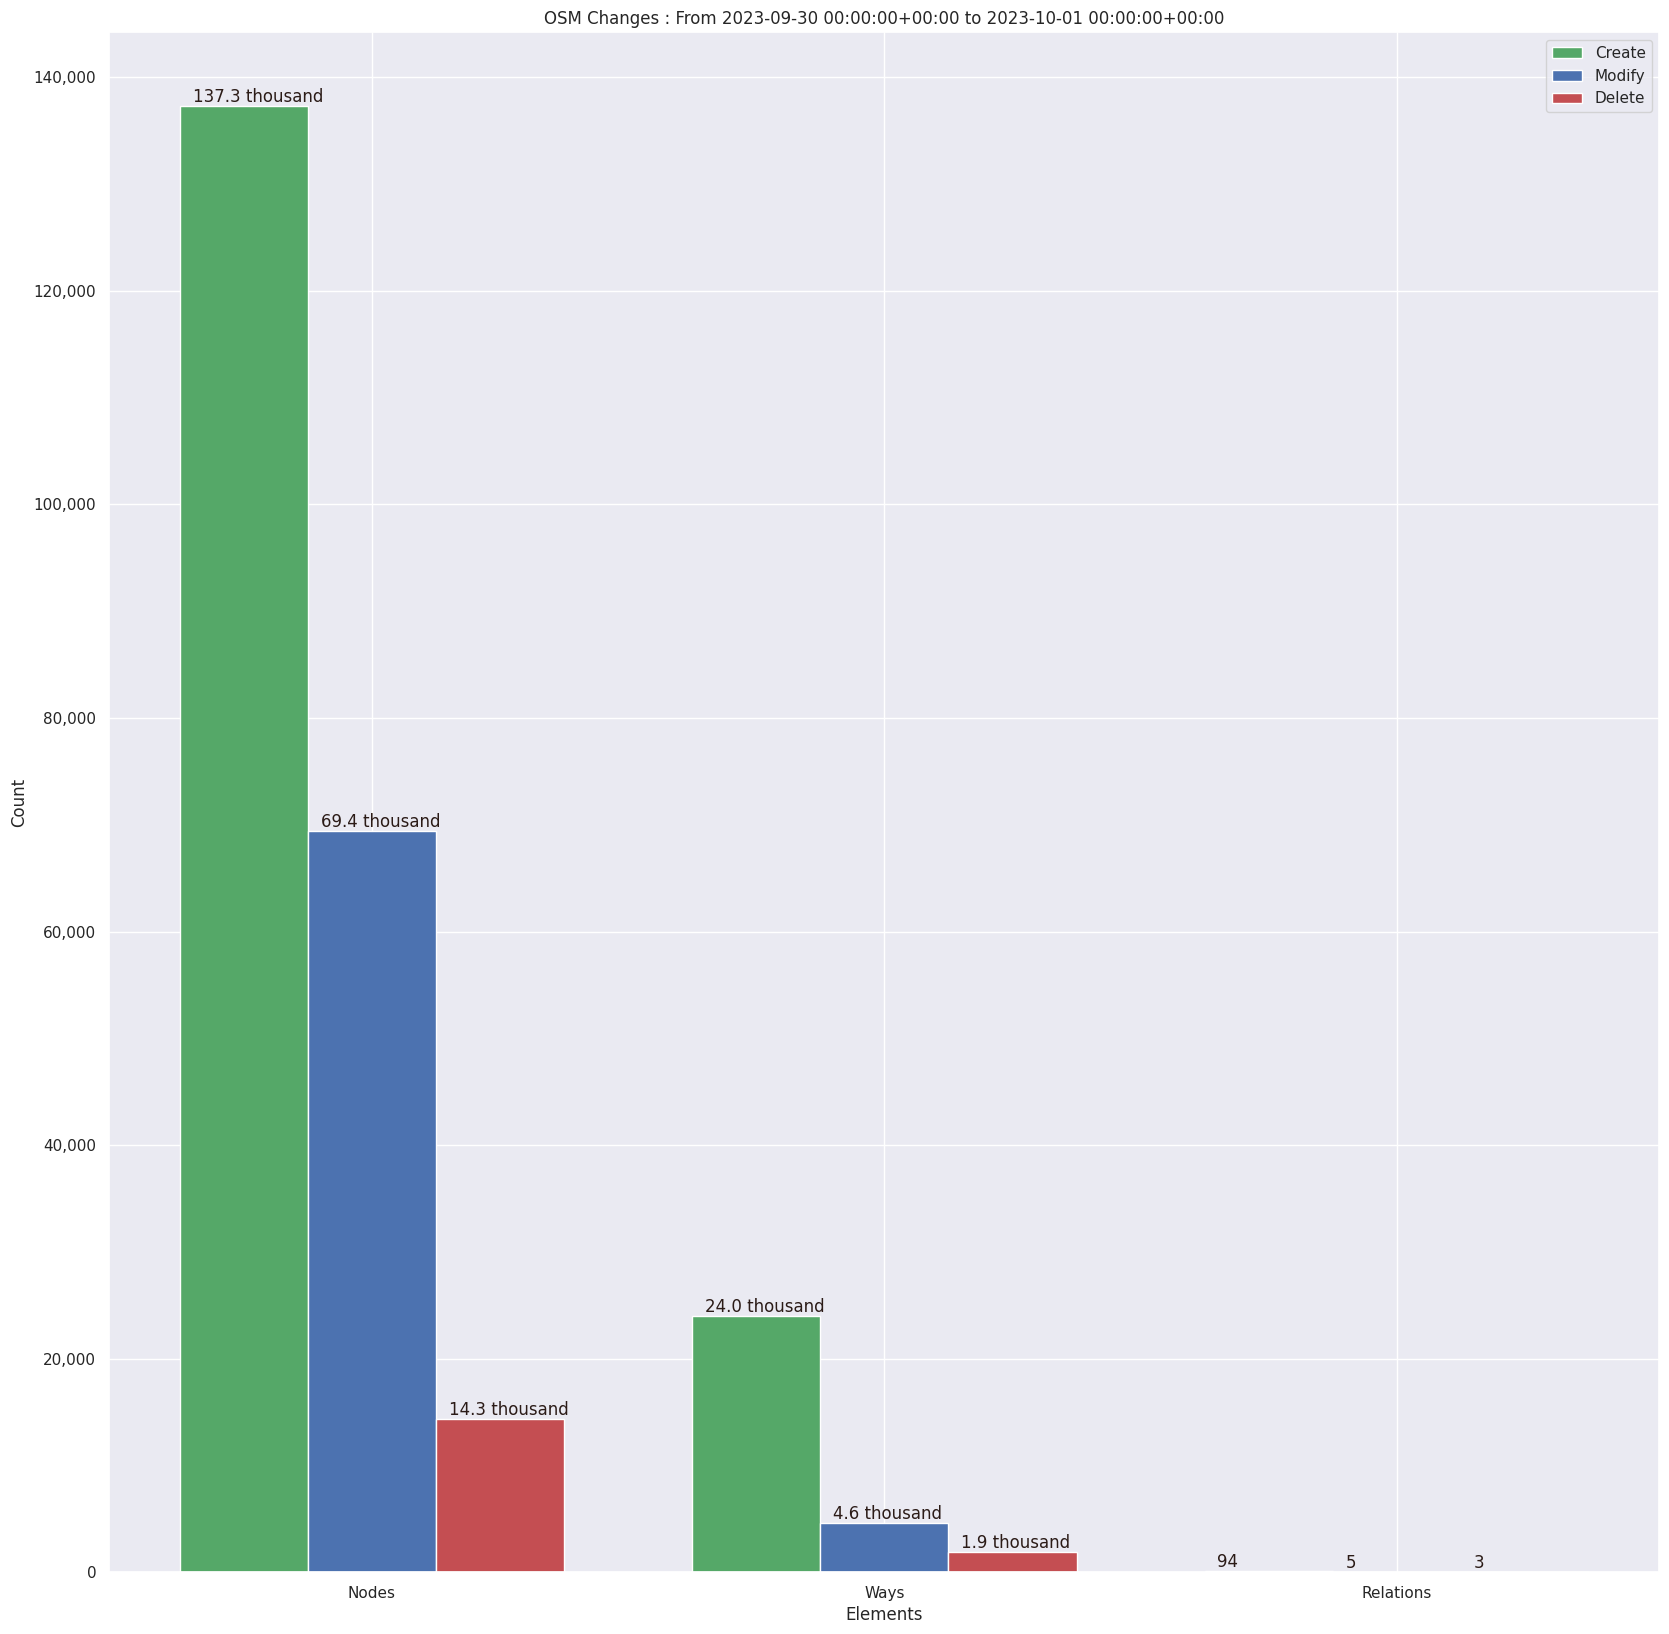 OSM Changes : From 2023-09-30 00:00:00+00:00 to 2023-10-01 00:00:00+00:00
Create
Modify
Delete
140,000
120,000
100,000
80,000
60,000
40,000
20,000
0
Count
137.3 thousand
69.4 thousand
14.3 thousand
24.0 thousand
4.6 thousand
1.9 thousand
94
5
3
Nodes
Ways
Relations
Elements